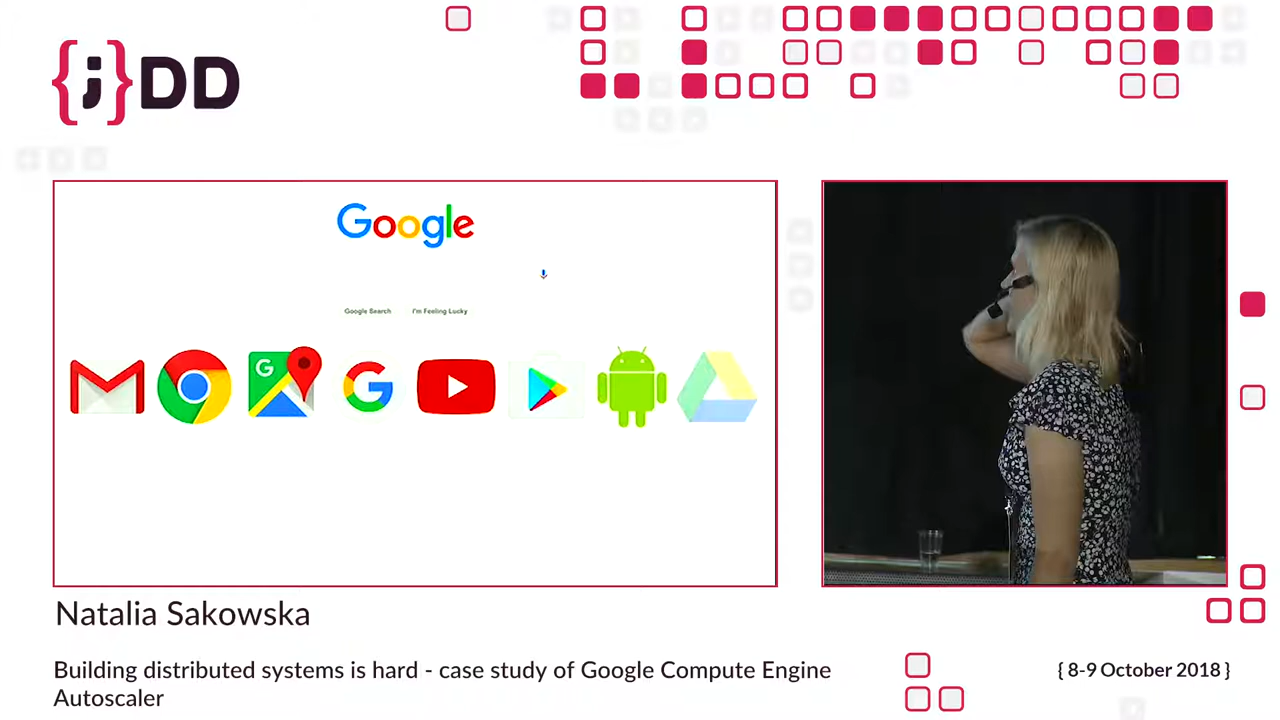 {j}DD
Google
Google Search I'm Feeling Lucky
G
Natalia Sakowska
Building distributed systems is hard - case study of Google Compute Engine
Autoscaler
{ 8-9 October 2018 }